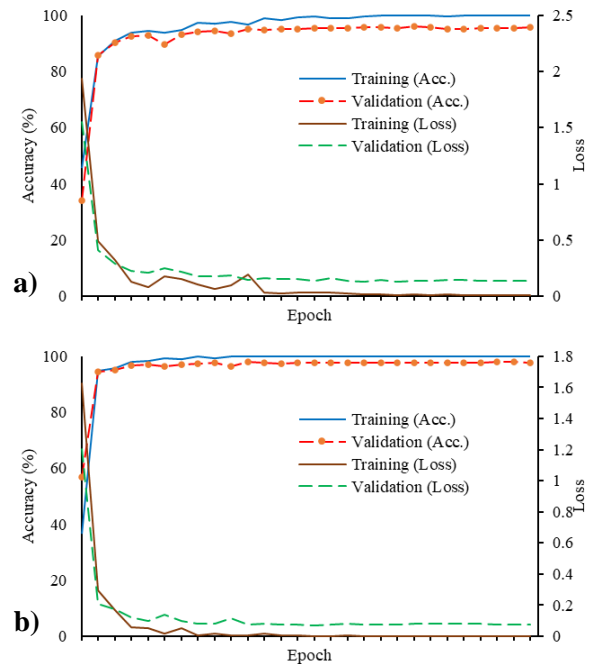 100
80
60
40
20
0
Accuracy (%)
2.5
2
1.5
1
0.5
0
Loss
Training (Acc.)
Validation (Acc.)
Training (Loss)
Validation (Loss)
Epoch
a)
100
80
60
40
20
0
Accuracy (%)
1.8
1.6
1.4
1.2
1
0.8
0.6
0.4
0.2
0
Loss
Training (Acc.)
Validation (Acc.)
Training (Loss)
Validation (Loss)
Epoch
b)